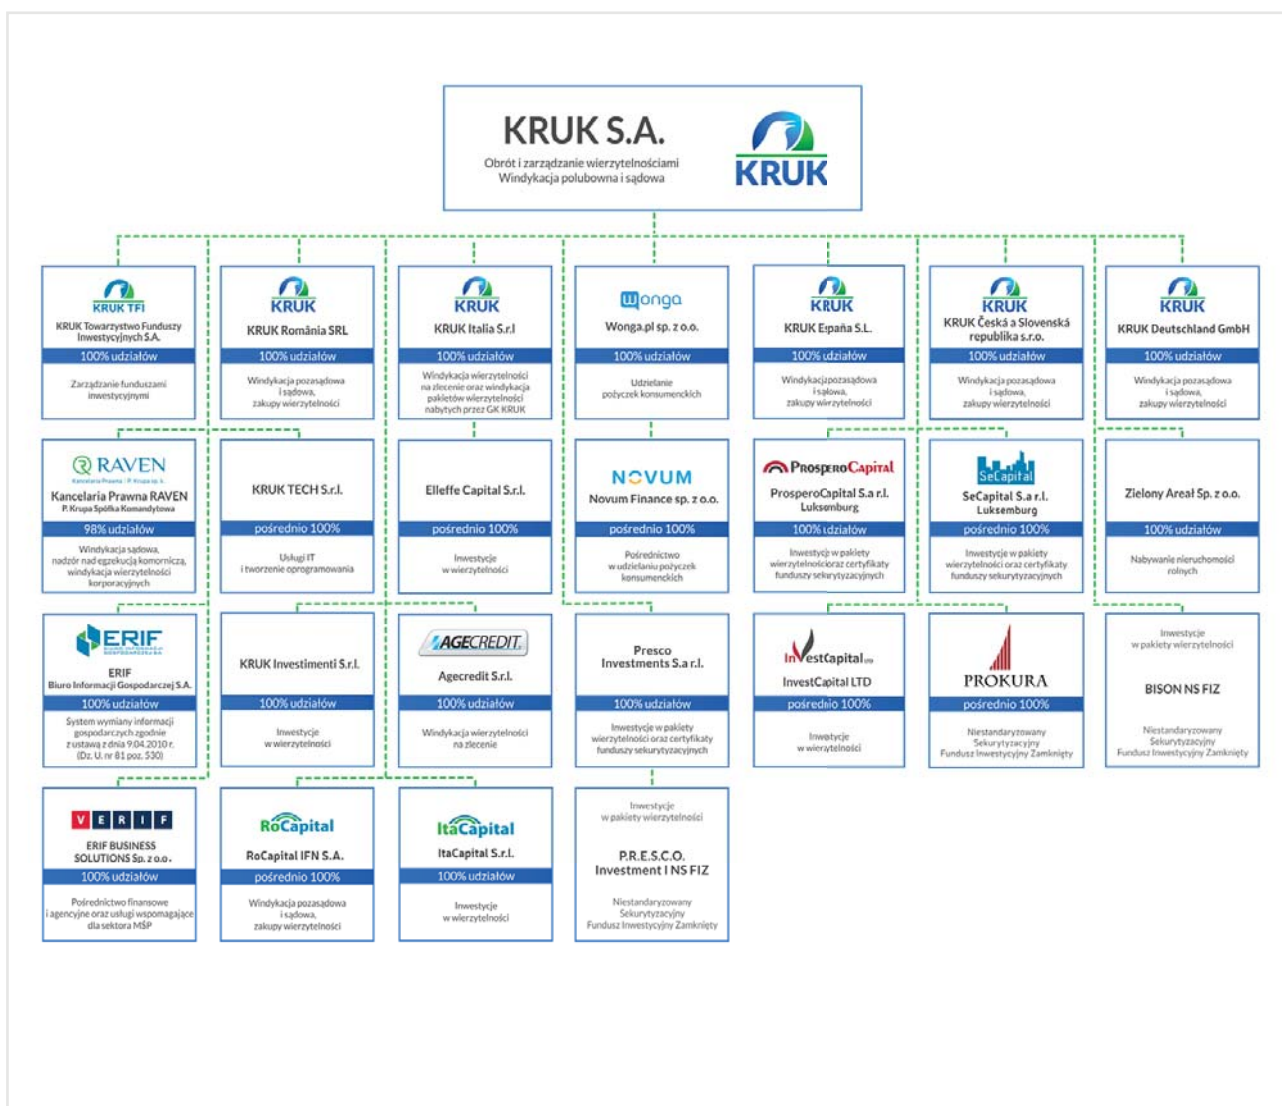 KRUK S.A.
Obrót i zarządzanie wierzytelnościami
Windykacja polubowna i sądowa
KRUK
KRUK TFI
KRUK Towarzystwo Funduszy
Inwestycyjnych S.A.
100% udziałów
Zarządzanie funduszami
inwestycyjnymi
KRUK
KRUK România SRL
100% udziałów
Windykacja pozasądowa
i sądowa,
zakupy wierzytelności
KRUK
KRUK Italia S.r.l
100% udziałów
Windykacja wierzytelności
na zlecenie oraz windykacja
pakietów wierzytelności
nabytych przez GK KRUK
wonga
Wonga.pl sp. z o.o.
100% udziałów
Udzielanie
pożyczek konsumenckich
KRUK
KRUK España S.L.
100% udziałów
Windykacja pozasądowa
i sądowa,
zakupy wierzytelności
KRUK
KRUK Česká a Slovenská
republika s.r.o.
100% udziałów
Windykacja pozasądowa
i sądowa,
zakupy wierzytelności
KRUK
KRUK Deutschland GmbH
100% udziałów
Windykacja pozasądowa
i sądowa,
zakupy wierzytelności
RAVEN
Kancelaria Prawna | P. Krupa sp. k.
Kancelaria Prawna RAVEN
P. Krupa Spółka Komandytowa
98% udziałów
Windykacja sądowa,
nadzór nad egzekucją komorniczą,
windykacja wierzytelności
korporacyjnych
KRUK TECH S.r.l.
pośrednio 100%
Usługi IT
i tworzenie oprogramowania
Elleffe Capital S.r.l.
pośrednio 100%
Inwestycje
w wierzytelności
NOVUM
Novum Finance sp. z o.o.
pośrednio 100%
Pośrednictwo
w udzielaniu pożyczek
konsumenckich
PROSPEROCAPITAL
ProsperoCapital S.a r.l.
Luksemburg
100% udziałów
Inwestycje w pakiety
wierzytelności oraz certyfikaty
funduszy sekurytyzacyjnych
SeCapital
SeCapital S.a r.l.
Luksemburg
pośrednio 100%
Inwestycje w pakiety
wierzytelności oraz certyfikaty
funduszy sekurytyzacyjnych
Zielony Areał Sp. z o.o.
100% udziałów
Nabywanie nieruchomości
rolnych
ERIF
BIURO INFORMACJI
GOSPODARCZEJ SA
ERIF
Biuro Informacji Gospodarczej S.A.
100% udziałów
System wymiany informacji
gospodarczych zgodnie
z ustawą z dnia 9.04.2010 r.
(Dz. U. nr 81 poz. 530)
KRUK Investimenti S.r.l.
100% udziałów
Inwestycje
w wierzytelności
AGECREDIT
Agecredit S.r.l.
100% udziałów
Windykacja wierzytelności
na zlecenie
Presco
Investments S.a r.l.
100% udziałów
Inwestycje w pakiety
wierzytelności oraz certyfikaty
funduszy sekurytyzacyjnych
InvestCapital LTD
InvestCapital LTD
pośrednio 100%
Inwestycje
w wierzytelności
PROKURA
pośrednio 100%
Niestandaryzowany
Sekurytyzacyjny
Fundusz Inwestycyjny Zamknięty
Inwestycje
w pakiety wierzytelności
BISON NS FIZ
Niestandaryzowany
Sekurytyzacyjny
Fundusz Inwestycyjny Zamknięty
VERIF
ERIF BUSINESS
SOLUTIONS Sp. z o.o.
100% udziałów
Pośrednictwo finansowe
i agencyjne oraz usługi wspomagające
dla sektora MŚP
RoCapital
RoCapital IFN S.A.
pośrednio 100%
Windykacja pozasądowa
i sądowa,
zakupy wierzytelności
ItaCapital
ItaCapital S.r.l.
100% udziałów
Inwestycje
w wierzytelności
Inwestycje
w pakiety wierzytelności
P.R.E.S.C.O.
Investment I NS FIZ
Niestandaryzowany
Sekurytyzacyjny
Fundusz Inwestycyjny Zamknięty